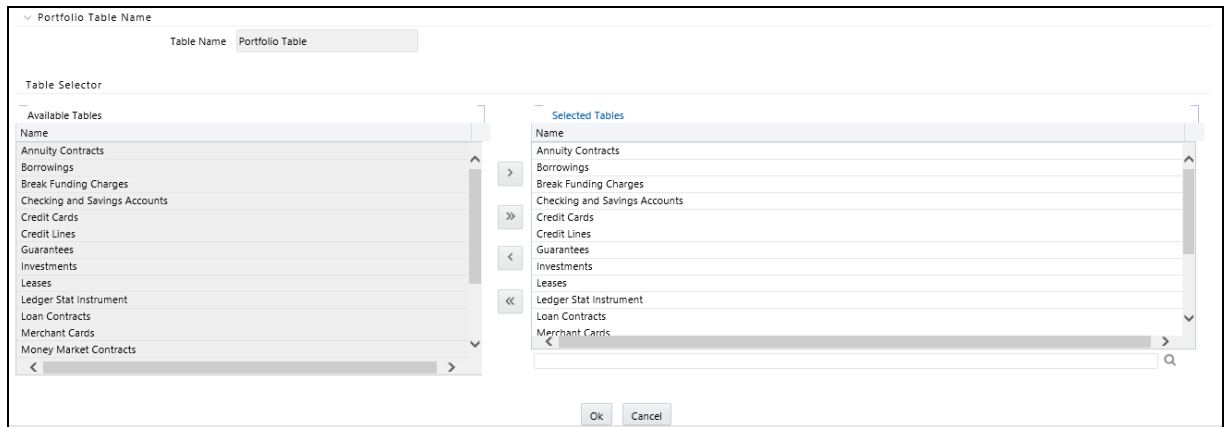 Portfolio Table Name
Table Name Portfolio Table
Table Selector
Available Tables
Name
Annuity Contracts
Borrowings
Break Funding Charges
Checking and Savings Accounts
Credit Cards
Credit Lines
Guarantees
Investments
Leases
Ledger Stat Instrument
Loan Contracts
Merchant Cards
Money Market Contracts
Selected Tables
Name
Annuity Contracts
Borrowings
Break Funding Charges
Checking and Savings Accounts
Credit Cards
Credit Lines
Guarantees
Investments
Leases
Ledger Stat Instrument
Loan Contracts
Merchant Cards
Ok Cancel